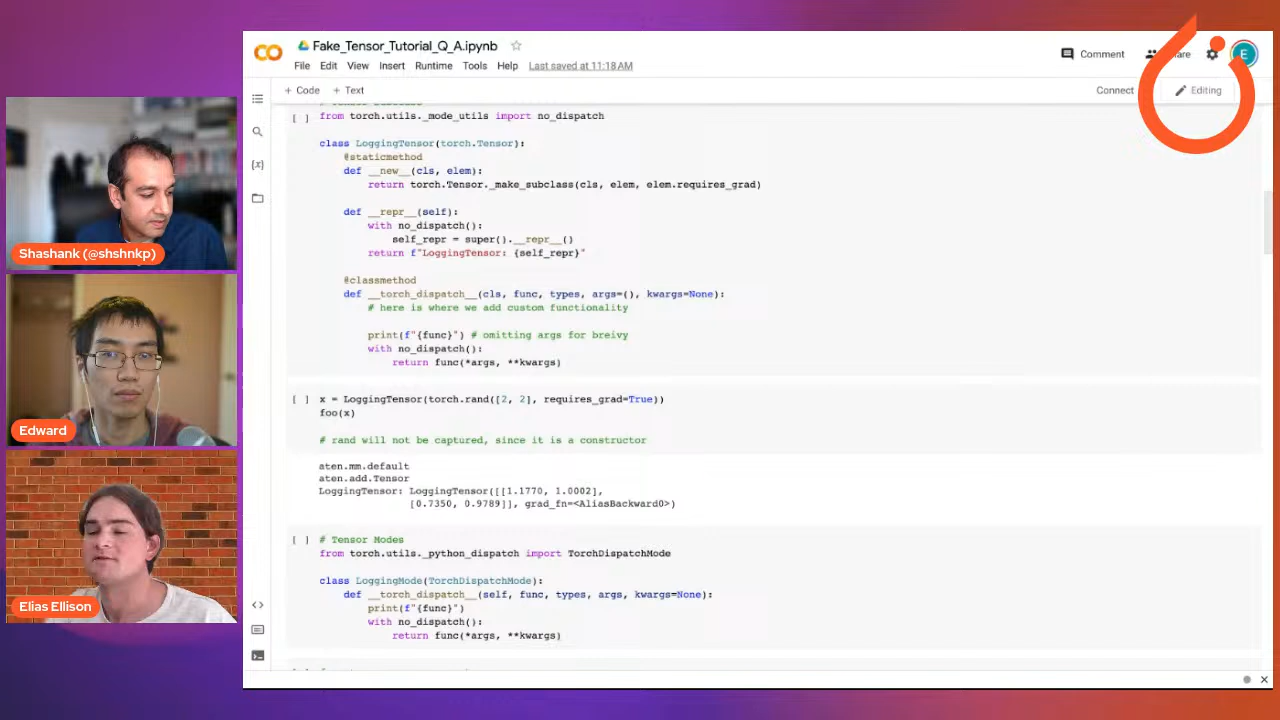 Fake_Tensor_Tutorial_Q_A.ipynb
File Edit View Insert Runtime Tools Help Last saved at 11:18 AM
Comment
E
+ Code + Text
Connect
Editing
[ ] from torch.utils._mode_utils import no_dispatch
class LoggingTensor(torch.Tensor):
@staticmethod
def __new__(cls, elem):
return torch.Tensor._make_subclass(cls, elem, elem.requires_grad)
def __repr__(self):
with no_dispatch():
self_repr = super().__repr__()
return f"LoggingTensor: {self_repr}"
@classmethod
def __torch_dispatch__(cls, func, types, args=(), kwargs=None):
# here is where we add custom functionality
print(f"{func}") # omitting args for breivy
with no_dispatch():
return func(*args, **kwargs)
[ ] x = LoggingTensor(torch.rand([2, 2], requires_grad=True))
foo(x)
# rand will not be captured, since it is a constructor
aten.mm.default
aten.add.Tensor
LoggingTensor: LoggingTensor([[1.1770, 1.0002],
[0.7350, 0.9789]], grad_fn=<AliasBackward0>)
[ ] # Tensor Modes
from torch.utils._python_dispatch import TorchDispatchMode
class LoggingMode(TorchDispatchMode):
def __torch_dispatch__(self, func, types, args, kwargs=None):
print(f"{func}")
with no_dispatch():
return func(*args, **kwargs)
Shashank (@shshnkp)
Edward
Elias Ellison